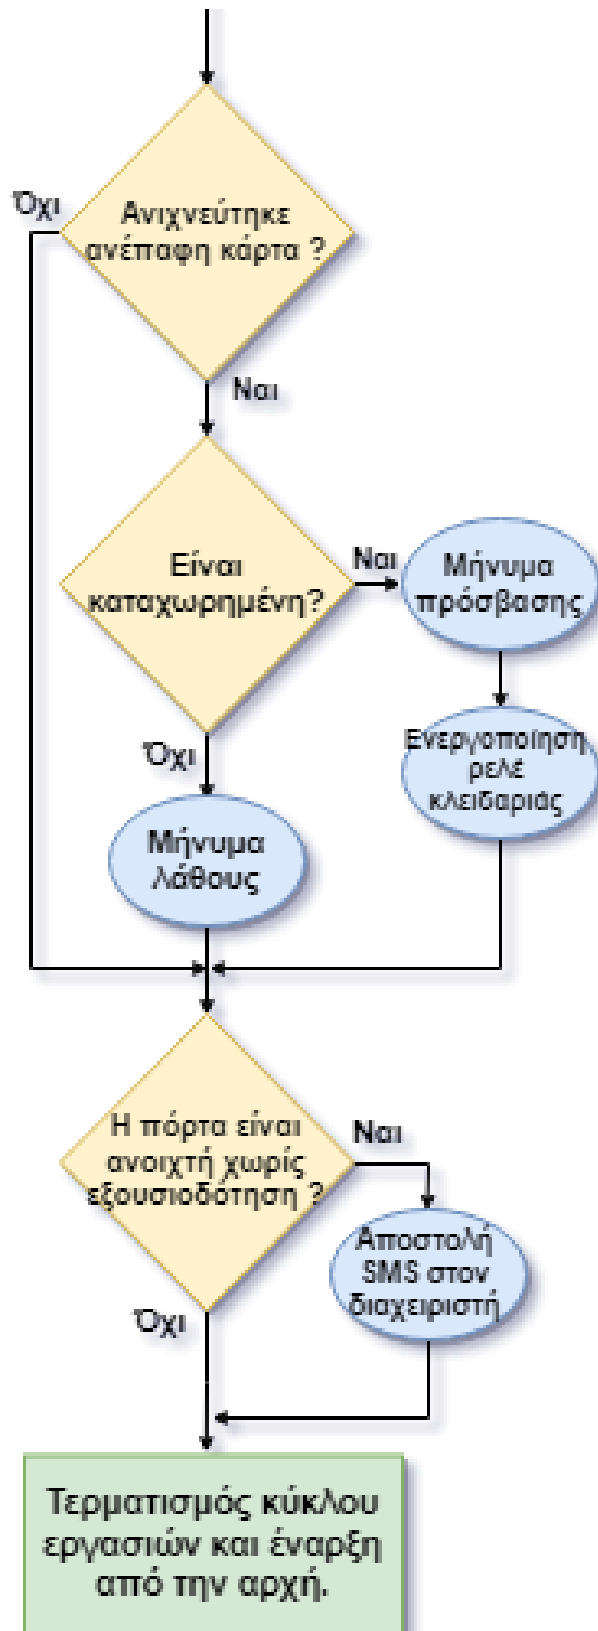 Όχι
Ανιχνεύτηκε
ανέπαφη κάρτα ?
Ναι
Είναι
καταχωρημένη?
Ναι
Μήνυμα
πρόσβασης
Ενεργοποίηση
ρελέ
κλειδαριάς
Όχι
Μήνυμα
λάθους
Η πόρτα είναι
ανοιχτή χωρίς
εξουσιοδότηση ?
Ναι
Αποστολή
SMS στον
διαχειριστή
Όχι
Τερματισμός κύκλου
εργασιών και έναρξη
από την αρχή.